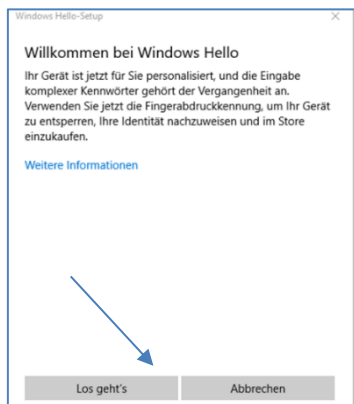 Windows Hello-Setup
Willkommen bei Windows Hello
Ihr Gerät ist jetzt für Sie personalisiert, und die Eingabe
komplexer Kennwörter gehört der Vergangenheit an.
Verwenden Sie jetzt die Fingerabdruckkennung, um Ihr Gerät
zu entsperren, Ihre Identität nachzuweisen und im Store
einzukaufen.
Weitere Informationen
Los geht's
Abbrechen